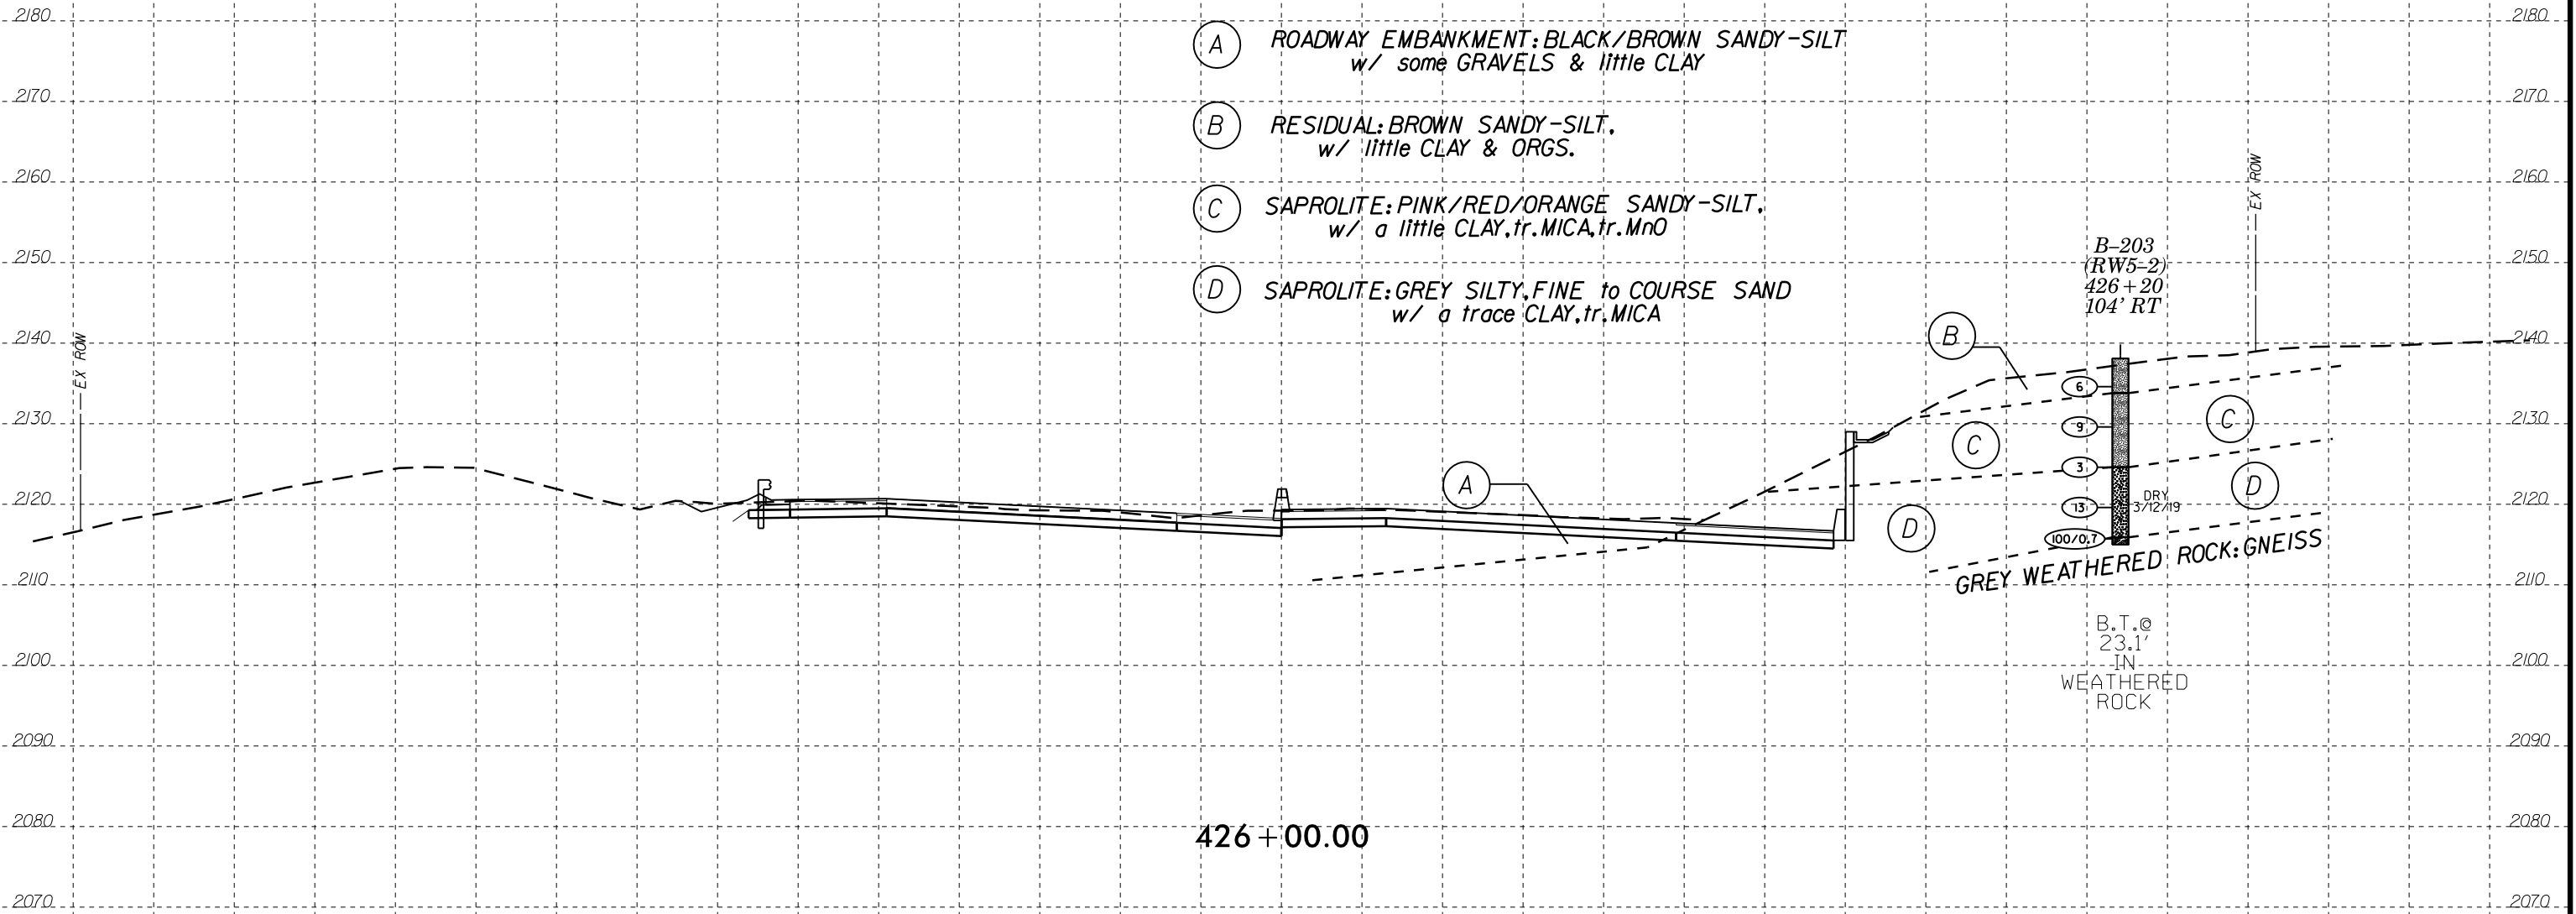 2180 2180
A ROADWAY EMBANKMENT: BLACK/BROWN SANDY-SILT
w/ some GRAVELS & little CLAY
2170 2170
B RESIDUAL: BROWN SANDY-SILT,
w/ little CLAY & ORGS.
2160 2160
EX ROW
C SAPROLITE: PINK/RED/ORANGE SANDY-SILT,
w/ a little CLAY, tr. MICA, tr. MnO
2150 2150
B-203
(RW5-2)
426+20
104' RT
D SAPROLITE: GREY SILTY, FINE to COURSE SAND
w/ a trace CLAY, tr. MICA
2140 2140
EX ROW
B
6
2130 2130
9
C
C
3
A
D
2120 2120
DRY
3/12/19
13
D
100/0.7
GREY WEATHERED ROCK: GNEISS
2110 2110
B.T.@
23.1'
IN
WEATHERED
ROCK
2100 2100
2090 2090
2080 2080
426+00.00
2070 2070